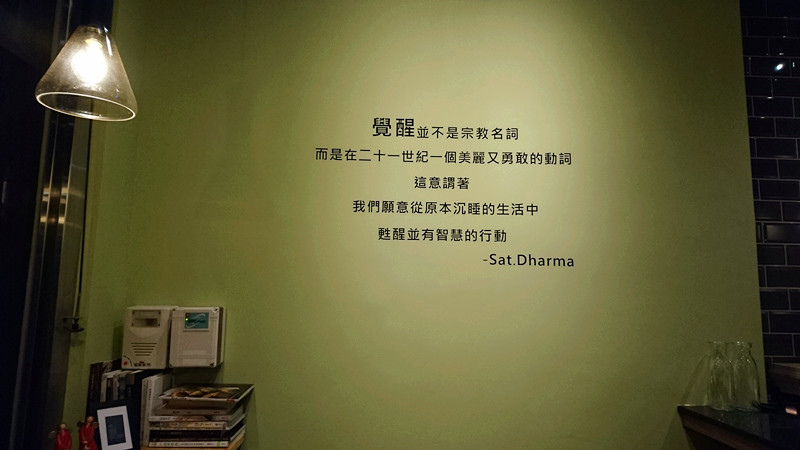 覺醒並不是宗教名詞
而是在二十一世紀一個美麗又勇敢的動詞
這意謂著
我們願意從原本沉睡的生活中
甦醒並有智慧的行動
-Sat.Dharma